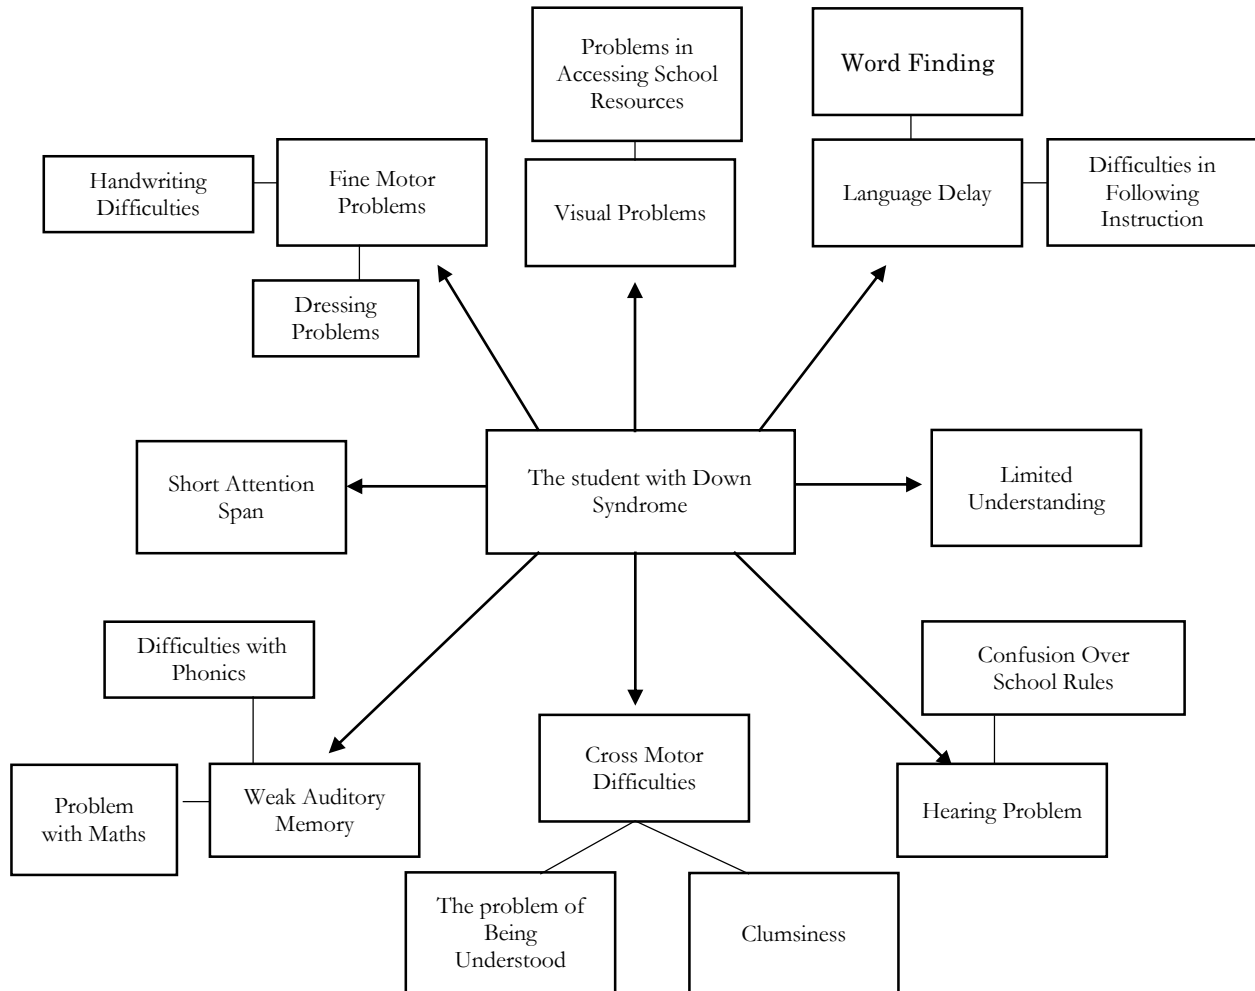 Problems in
Accessing School
Resources
Word Finding
Handwriting
Difficulties
Fine Motor
Problems
Visual Problems
Language Delay
Difficulties in
Following
Instruction
Dressing
Problems
Short Attention
Span
The student with Down
Syndrome
Limited
Understanding
Difficulties with
Phonics
Confusion Over
School Rules
Problem
with Maths
Weak Auditory
Memory
Cross Motor
Difficulties
Hearing Problem
The problem of
Being
Understood
Clumsiness